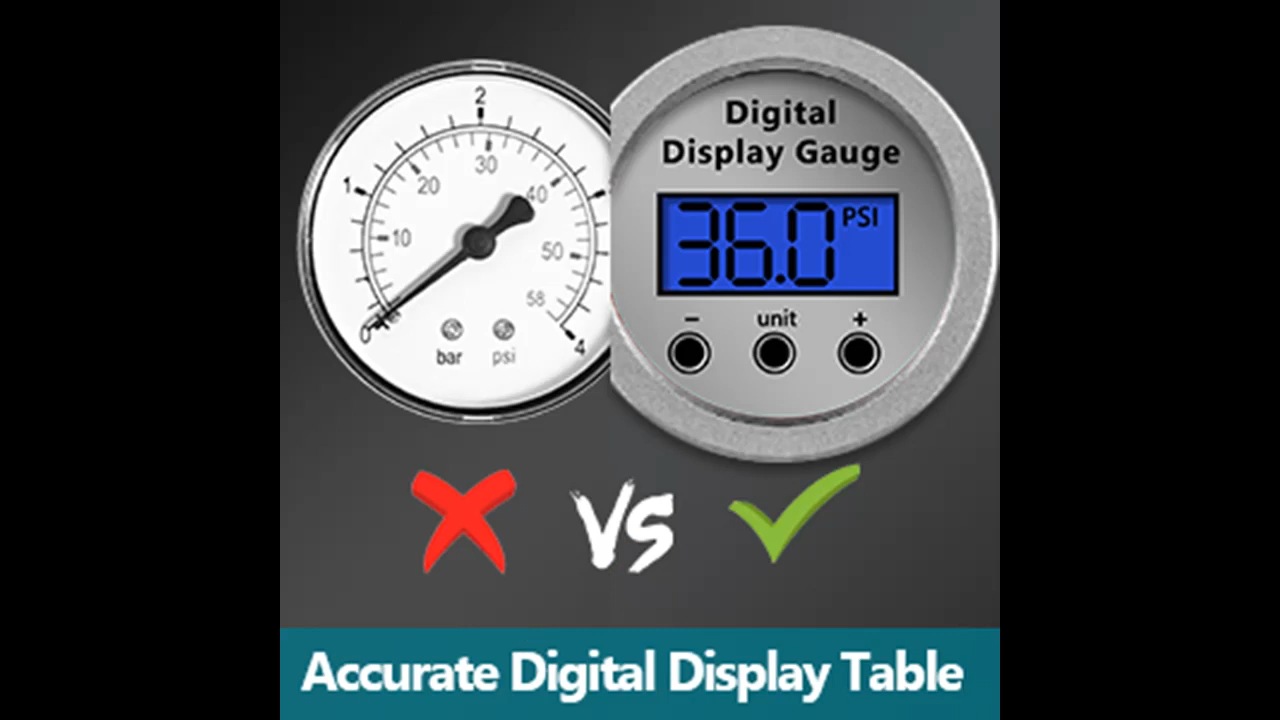 2
1
30
20
40
10
50
58
0
4
bar psi
Digital
Display Gauge
36.0 PSI
- unit +
VS
Accurate Digital Display Table